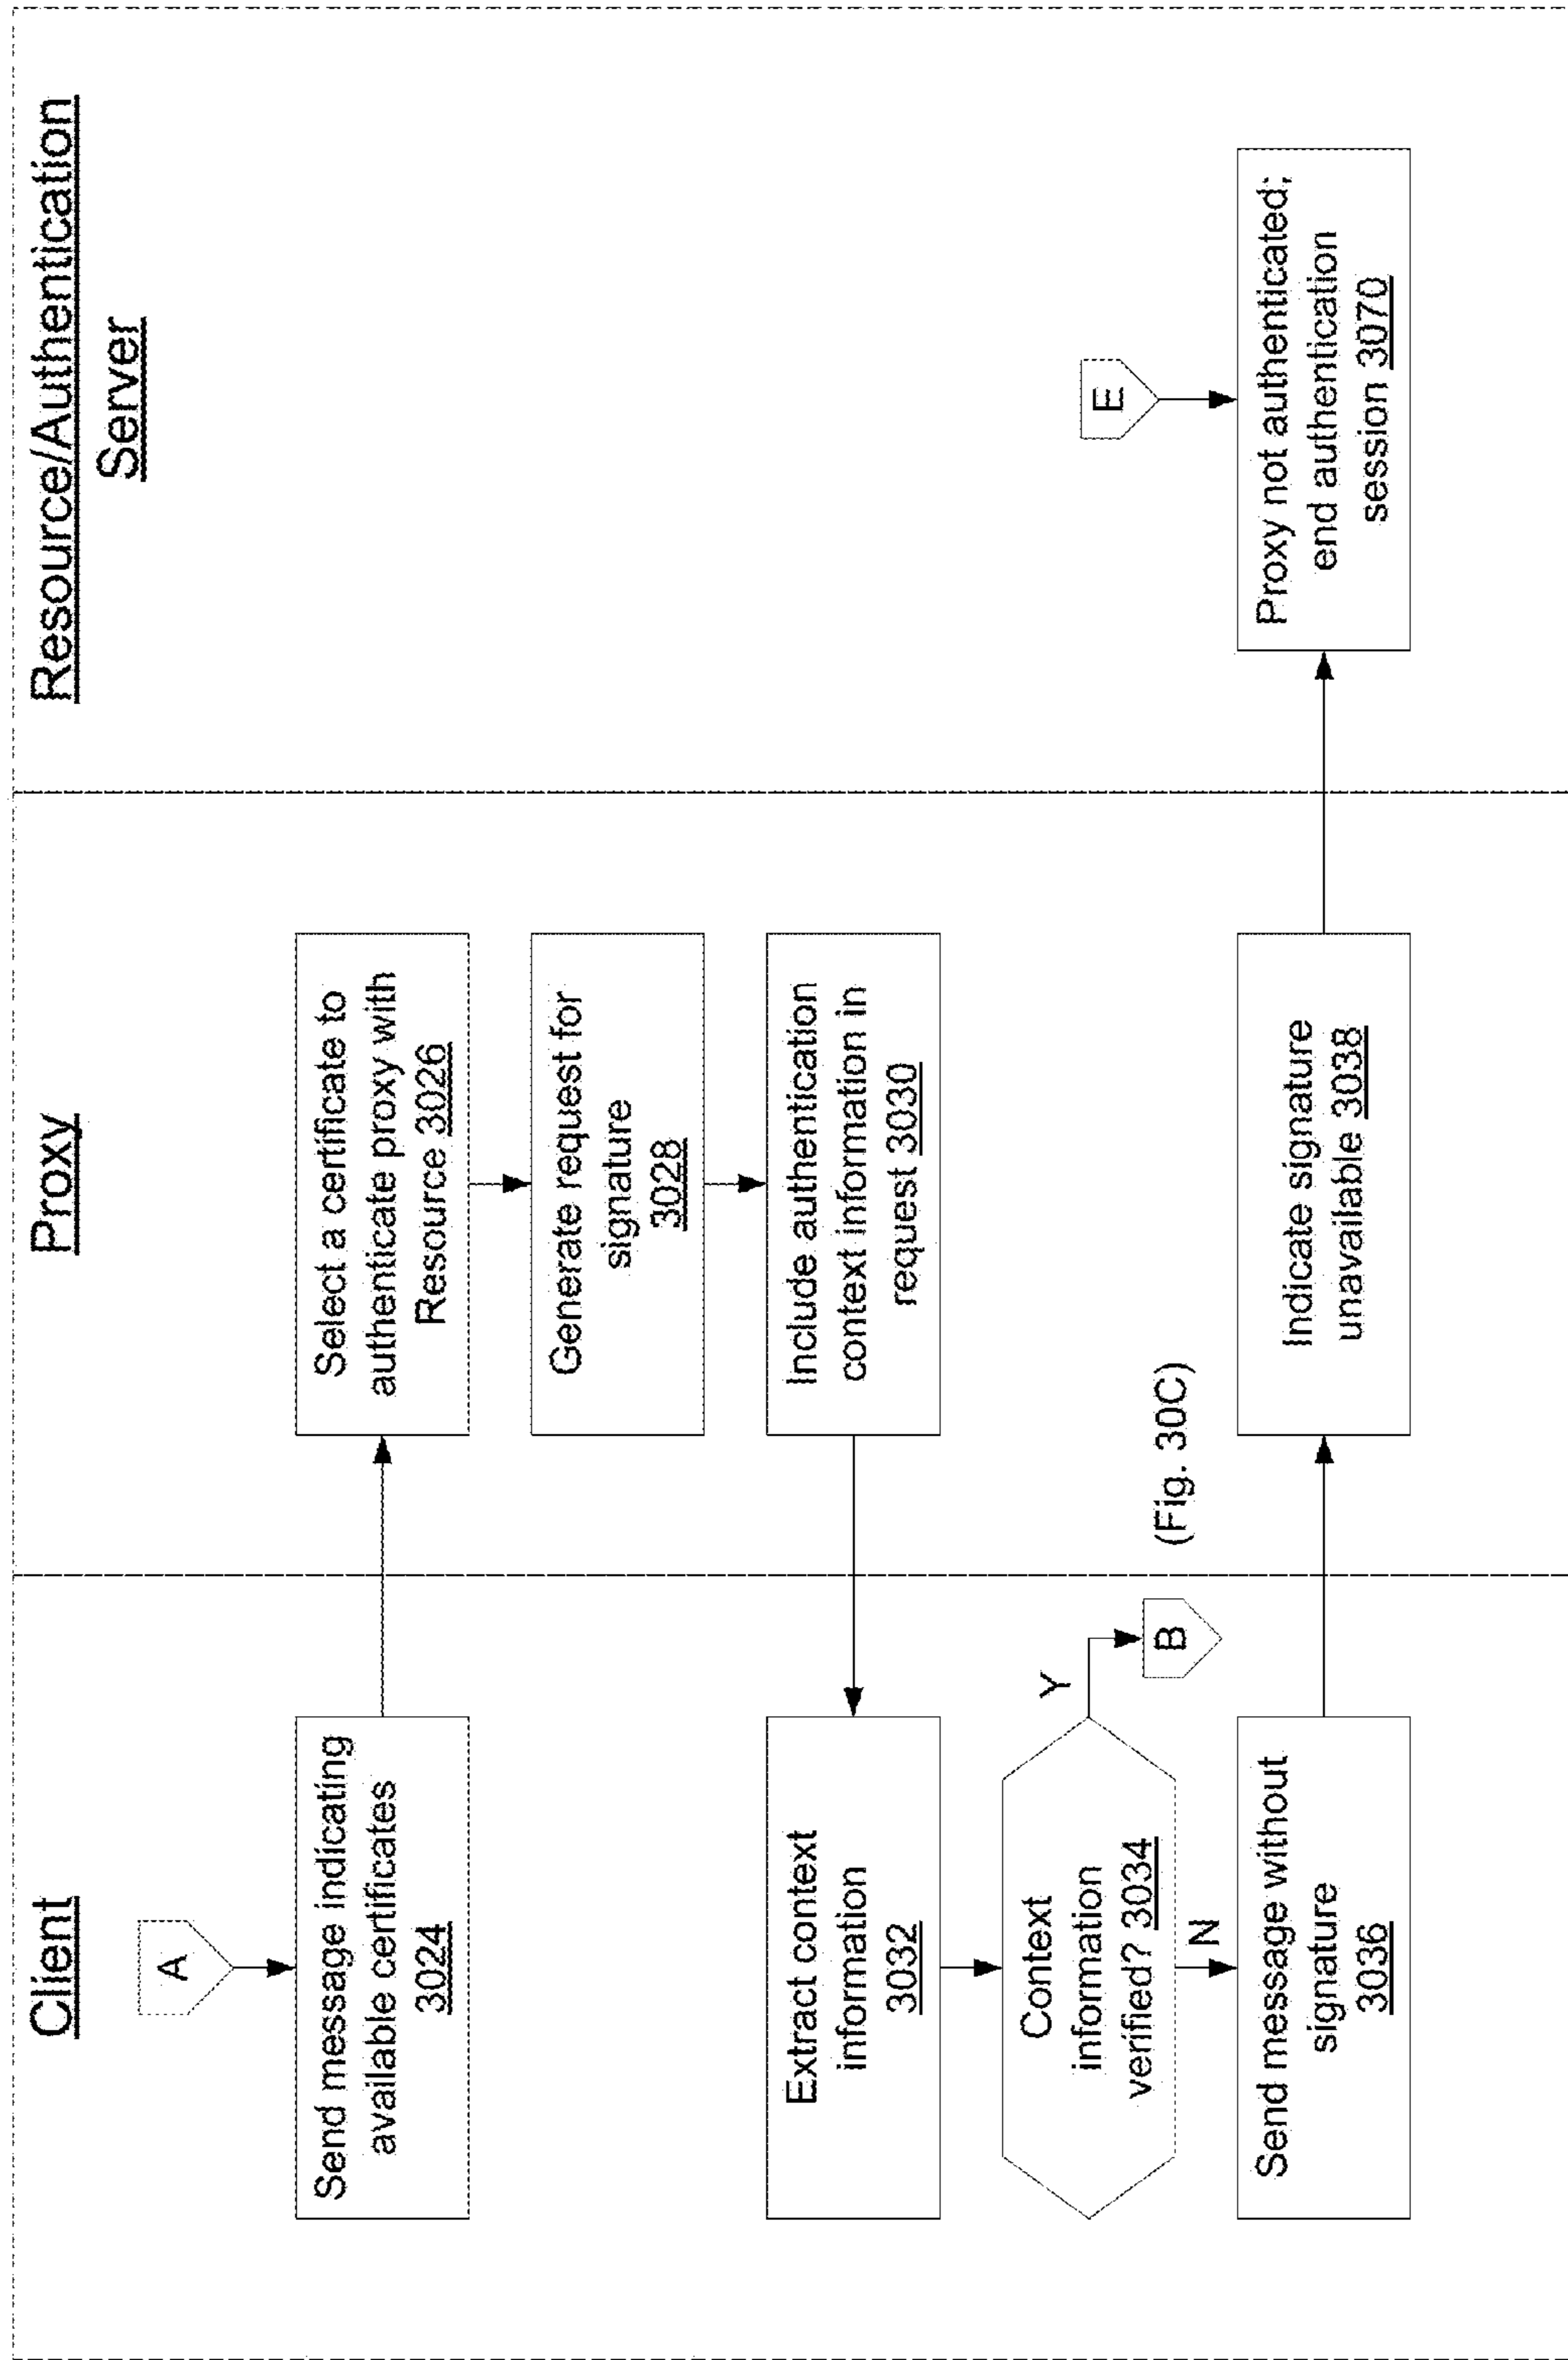 Client
Proxy
Resource/Authentication
Server
A
Send message indicating
available certificates
3024
Select a certificate to
authenticate proxy with
Resource 3026
Generate request for
signature
3028
Include authentication
context information in
request 3030
Extract context
information
3032
Context
information
verified? 3034
Y
B
(Fig. 30C)
N
Send message without
signature
3036
Indicate signature
unavailable 3038
E
Proxy not authenticated;
end authentication
session 3070